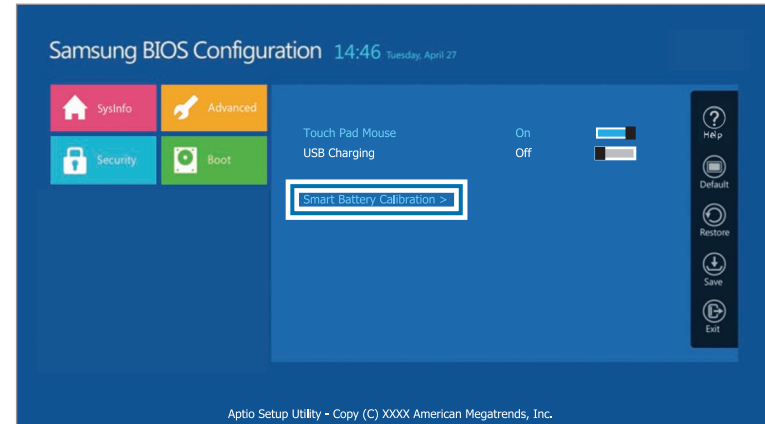 Samsung BIOS Configuration 14:46 Tuesday, April 27
SysInfo
Advanced
Security
Boot
Touch Pad Mouse On
USB Charging Off
Smart Battery Calibration >
Help
Default
Restore
Save
Exit
Aptio Setup Utility - Copy (C) XXXX American Megatrends, Inc.